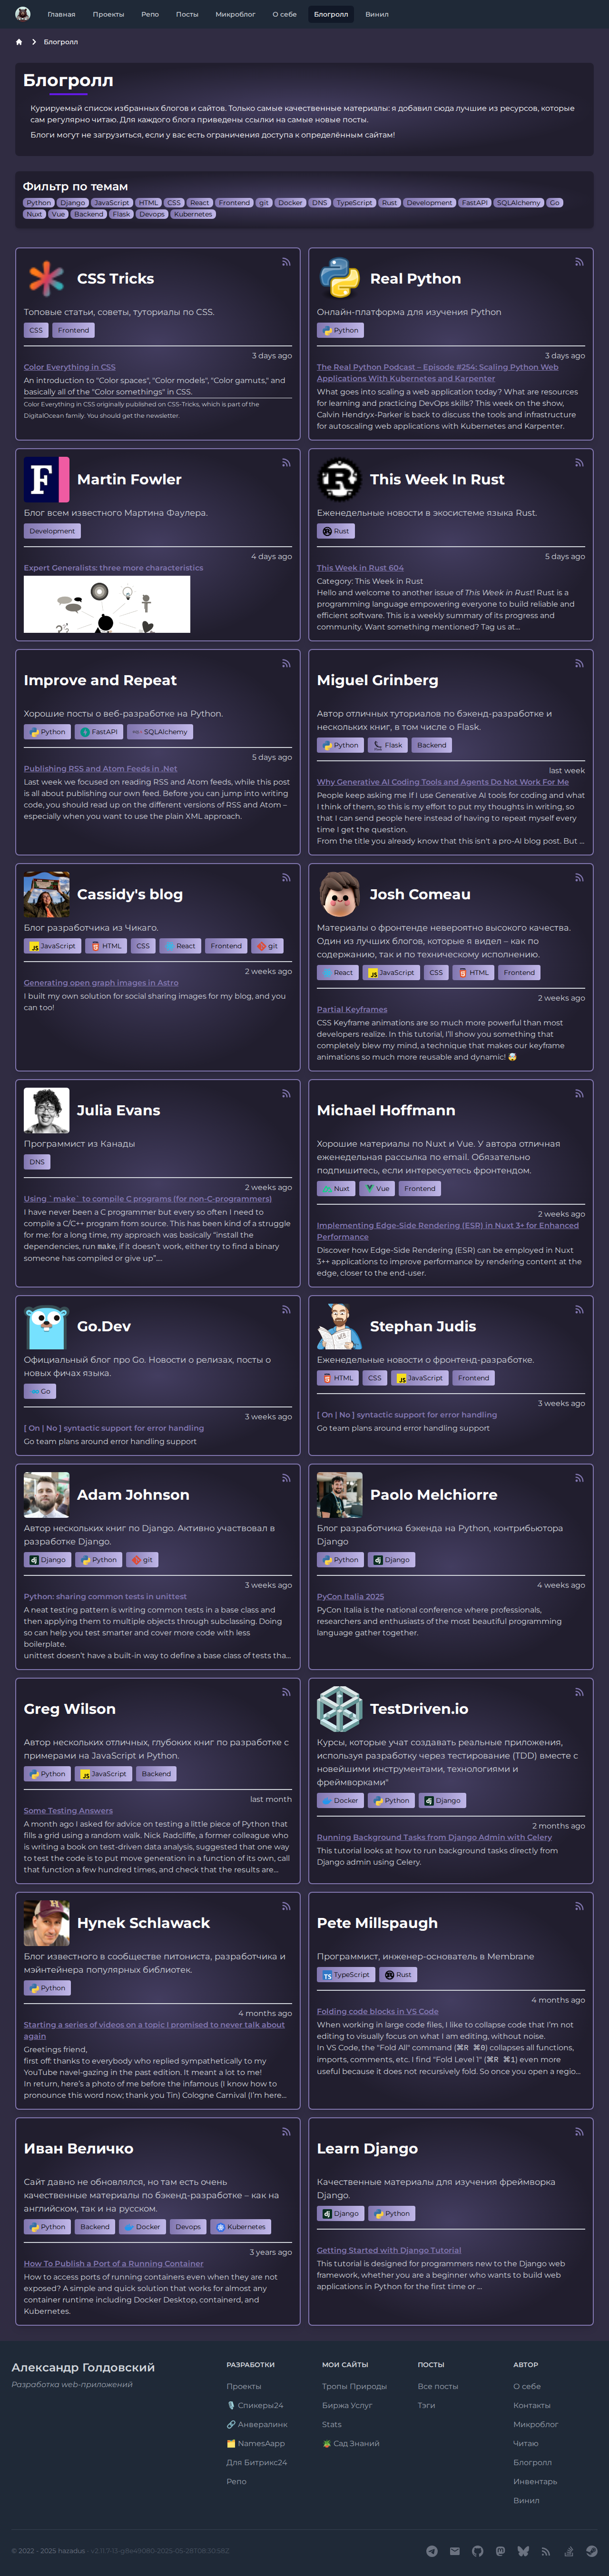 Главная Проекты Репо Посты Микроблог О себе Блогролл Винил
Блогролл
Блогролл
Курируемый список избранных блогов и сайтов. Только самые качественные материалы: я добавил сюда лучшие из ресурсов, которые
сам регулярно читаю. Для каждого блога приведены ссылки на самые новые посты.
Блоги могут не загрузиться, если у вас есть ограничения доступа к определённым сайтам!
Фильтр по темам
Python Django JavaScript HTML CSS React Frontend git Docker DNS TypeScript Rust Development FastAPI SQLAlchemy Go
Nuxt Vue Backend Flask Devops Kubernetes
CSS Tricks
Топовые статьи, советы, туториалы по CSS.
CSS Frontend
3 days ago
Color Everything in CSS
An introduction to "Color spaces", "Color models", "Color gamuts," and
basically all of the "Color somethings" in CSS.
Color Everything in CSS originally published on CSS-Tricks, which is part of the
DigitalOcean family. You should get the newsletter.
Real Python
Онлайн-платформа для изучения Python
Python
3 days ago
The Real Python Podcast – Episode #254: Scaling Python Web
Applications With Kubernetes and Karpenter
What goes into scaling a web application today? What are resources
for learning and practicing DevOps skills? This week on the show,
Calvin Hendryx-Parker is back to discuss the tools and infrastructure
for autoscaling web applications with Kubernetes and Karpenter.
Martin Fowler
Блог всем известного Мартина Фаулера.
Development
4 days ago
Expert Generalists: three more characteristics
This Week In Rust
Еженедельные новости в экосистеме языка Rust.
Rust
5 days ago
This Week in Rust 604
Category: This Week in Rust
Hello and welcome to another issue of This Week in Rust! Rust is a
programming language empowering everyone to build reliable and
efficient software. This is a weekly summary of its progress and
community. Want something mentioned? Tag us at...
Improve and Repeat
Хорошие посты о веб-разработке на Python.
Python FastAPI SQLAlchemy
5 days ago
Publishing RSS and Atom Feeds in .Net
Last week we focused on reading RSS and Atom feeds, while this post
is all about publishing our own feed. Before you can jump into writing
code, you should read up on the different versions of RSS and Atom –
especially when you want to use the plain XML approach.
Miguel Grinberg
Автор отличных туториалов по бэкенд-разработке и
нескольких книг, в том числе о Flask.
Python Flask Backend
last week
Why Generative AI Coding Tools and Agents Do Not Work For Me
People keep asking me If I use Generative AI tools for coding and what
I think of them, so this is my effort to put my thoughts in writing, so
that I can send people here instead of having to repeat myself every
time I get the question.
From the title you already know that this isn't a pro-AI blog post. But ...
Cassidy's blog
Блог разработчика из Чикаго.
JavaScript HTML CSS React Frontend git
2 weeks ago
Generating open graph images in Astro
I built my own solution for social sharing images for my blog, and you
can too!
Josh Comeau
Материалы о фронтенде невероятно высокого качества.
Один из лучших блогов, которые я видел – как по
содержанию, так и по техническому исполнению.
React JavaScript CSS HTML Frontend
2 weeks ago
Partial Keyframes
CSS Keyframe animations are so much more powerful than most
developers realize. In this tutorial, I'll show you something that
completely blew my mind, a technique that makes our keyframe
animations so much more reusable and dynamic! 🤯
Julia Evans
Программист из Канады
DNS
2 weeks ago
Using `make` to compile C programs (for non-C-programmers)
I have never been a C programmer but every so often I need to
compile a C/C++ program from source. This has been kind of a struggle
for me: for a long time, my approach was basically "install the
dependencies, run make, if it doesn't work, either try to find a binary
someone has compiled or give up"....
Michael Hoffmann
Хорошие материалы по Nuxt и Vue. У автора отличная
еженедельная рассылка по email. Обязательно
подпишитесь, если интересуетесь фронтендом.
Nuxt Vue Frontend
2 weeks ago
Implementing Edge-Side Rendering (ESR) in Nuxt 3+ for Enhanced
Performance
Discover how Edge-Side Rendering (ESR) can be employed in Nuxt
3++ applications to improve performance by rendering content at the
edge, closer to the end-user.
Go.Dev
Официальный блог про Go. Новости о релизах, посты о
новых фичах языка.
Go
3 weeks ago
[ On | No ] syntactic support for error handling
Go team plans around error handling support
Stephan Judis
Еженедельные новости о фронтенд-разработке.
HTML CSS JavaScript Frontend
3 weeks ago
[ On | No ] syntactic support for error handling
Go team plans around error handling support
Adam Johnson
Автор нескольких книг по Django. Активно участвовал в
разработке Django.
Django Python git
3 weeks ago
Python: sharing common tests in unittest
A neat testing pattern is writing common tests in a base class and
then applying them to multiple objects through subclassing. Doing
so can help you test smarter and cover more code with less
boilerplate.
unittest doesn't have a built-in way to define a base class of tests tha...
Paolo Melchiorre
Блог разработчика бэкенда на Python, контрибьютора
Django
Python Django
4 weeks ago
PyCon Italia 2025
PyCon Italia is the national conference where professionals,
researchers and enthusiasts of the most beautiful programming
language gather together.
Greg Wilson
Автор нескольких отличных, глубоких книг по разработке с
примерами на JavaScript и Python.
Python JavaScript Backend
last month
Some Testing Answers
A month ago I asked for advice on testing a little piece of Python that
fills a grid using a random walk. Nick Radcliffe, a former colleague who
is writing a book on test-driven data analysis, suggested that one way
to test the code is to put move generation in a function of its own, call
that function a few hundred times, and check that the results are...
TestDriven.io
Курсы, которые учат создавать реальные приложения,
используя разработку через тестирование (TDD) вместе с
новейшими инструментами, технологиями и
фреймворками"
Docker Python Django
2 months ago
Running Background Tasks from Django Admin with Celery
This tutorial looks at how to run background tasks directly from
Django admin using Celery.
Hynek Schlawack
Блог известного в сообществе питониста, разработчика и
мэйнтейнера популярных библиотек.
Python
4 months ago
Starting a series of videos on a topic I promised to never talk about
again
Greetings friend,
first off: thanks to everybody who replied sympathetically to my
YouTube navel-gazing in the past edition. It meant a lot to me!
In return, here's a photo of me before the infamous (I know how to
pronounce this word now; thank you Tin) Cologne Carnival (I'm here...
Pete Millspaugh
Программист, инженер-основатель в Membrane
TypeScript Rust
4 months ago
Folding code blocks in VS Code
When working in large code files, I like to collapse code that I'm not
editing to visually focus on what I am editing, without noise.
In VS Code, the "Fold All" command (⌘R ⌘0) collapses all functions,
imports, comments, etc. I find "Fold Level 1" (⌘R ⌘1) even more
useful because it does not recursively fold. So once you open a regio...
Иван Величко
Сайт давно не обновлялся, но там есть очень
качественные материалы по бэкенд-разработке – как на
английском, так и на русском.
Python Backend Docker Devops Kubernetes
3 years ago
How To Publish a Port of a Running Container
How to access ports of running containers even when they are not
exposed? A simple and quick solution that works for almost any
container runtime including Docker Desktop, containerd, and
Kubernetes.
Learn Django
Качественные материалы для изучения фреймворка
Django.
Django Python
Getting Started with Django Tutorial
This tutorial is designed for programmers new to the Django web
framework, whether you are a beginner who wants to build web
applications in Python for the first time or ...
Александр Голдовский
Разработка web-приложений
РАЗРАБОТКИ
Проекты
🎙️ Спикеры24
🔗 Анвералинк
🗂️ NamesAapp
Для Битрикс24
Репо
МОИ САЙТЫ
Тропы Природы
Биржа Услуг
Stats
🪴 Сад Знаний
ПОСТЫ
Все посты
Тэги
АВТОР
О себе
Контакты
Микроблог
Читаю
Блогролл
Инвентарь
Винил
© 2022 - 2025 hazadus